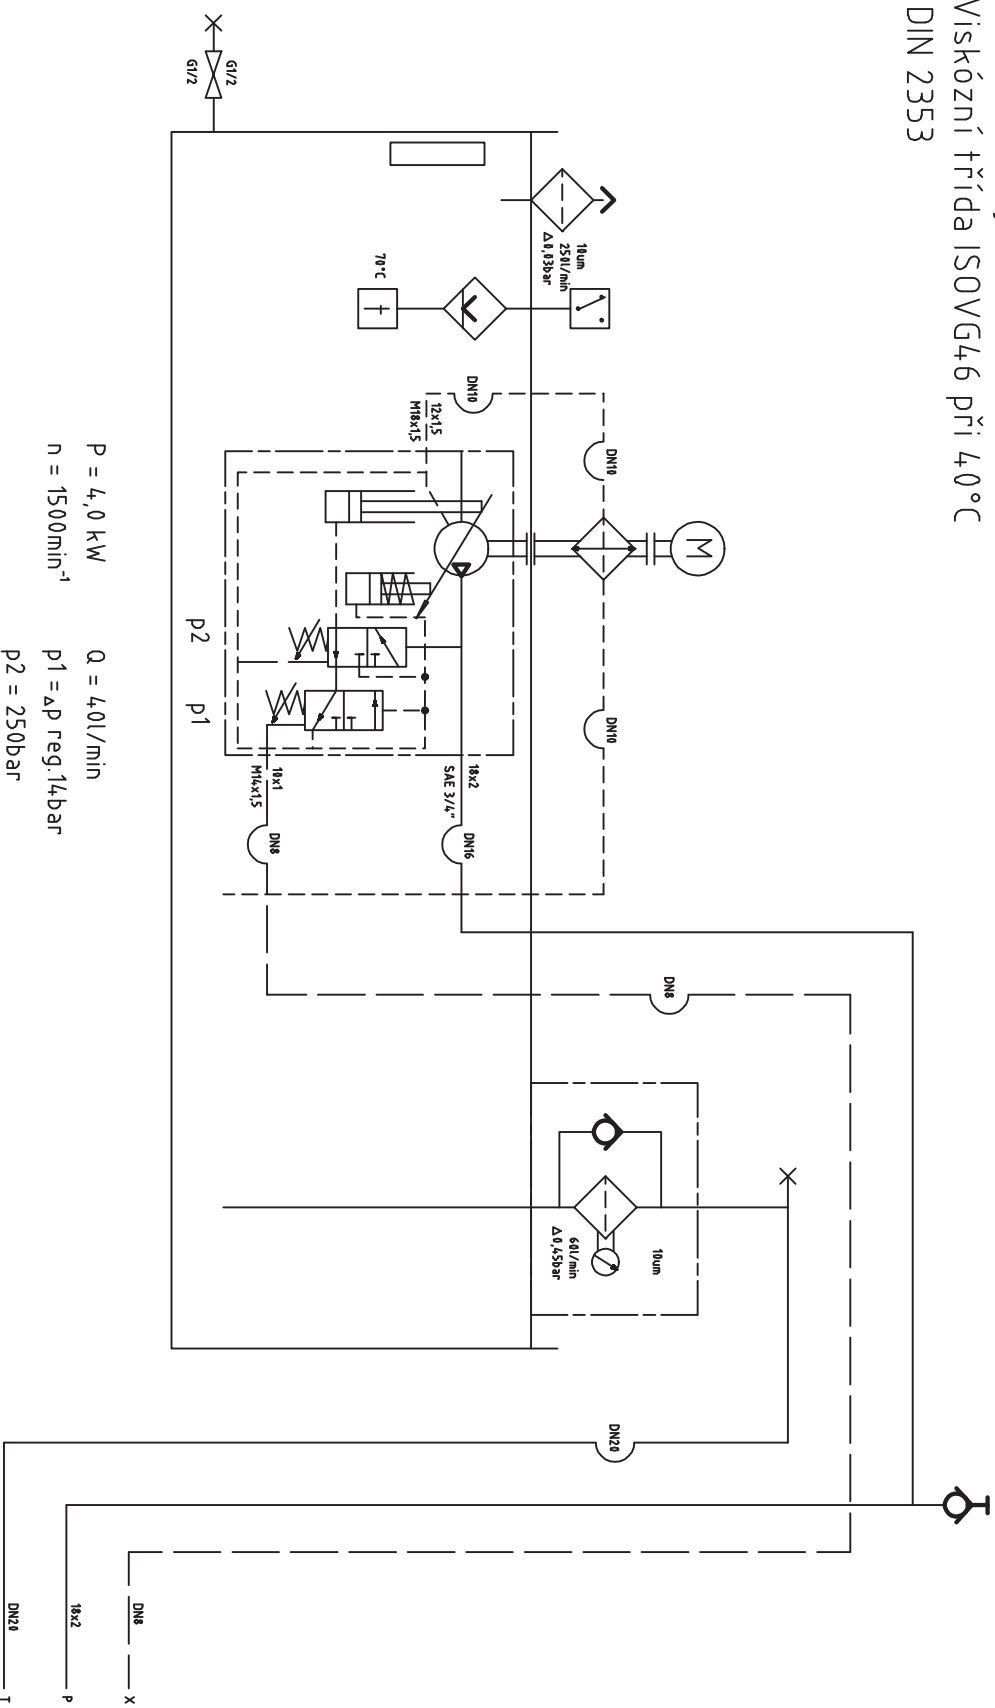 Viskózní třída ISOVG46 při 40°C
DIN 2353
G1/2
G1/2
10um
250l/min
Δ 0,03bar
70°C
DN10
DN10
12x1,5
M18x1,5
M
DN10
p2
p1
18x2
SAE 3/4"
10x1
M14x1,5
DN16
DN8
DN8
10um
60l/min
Δ 0,45bar
DN20
P = 4,0 kW
n = 1500min⁻¹
Q = 40l/min
p1 = Δp reg.14bar
p2 = 250bar
DN8
X
18x2
P
DN20
T